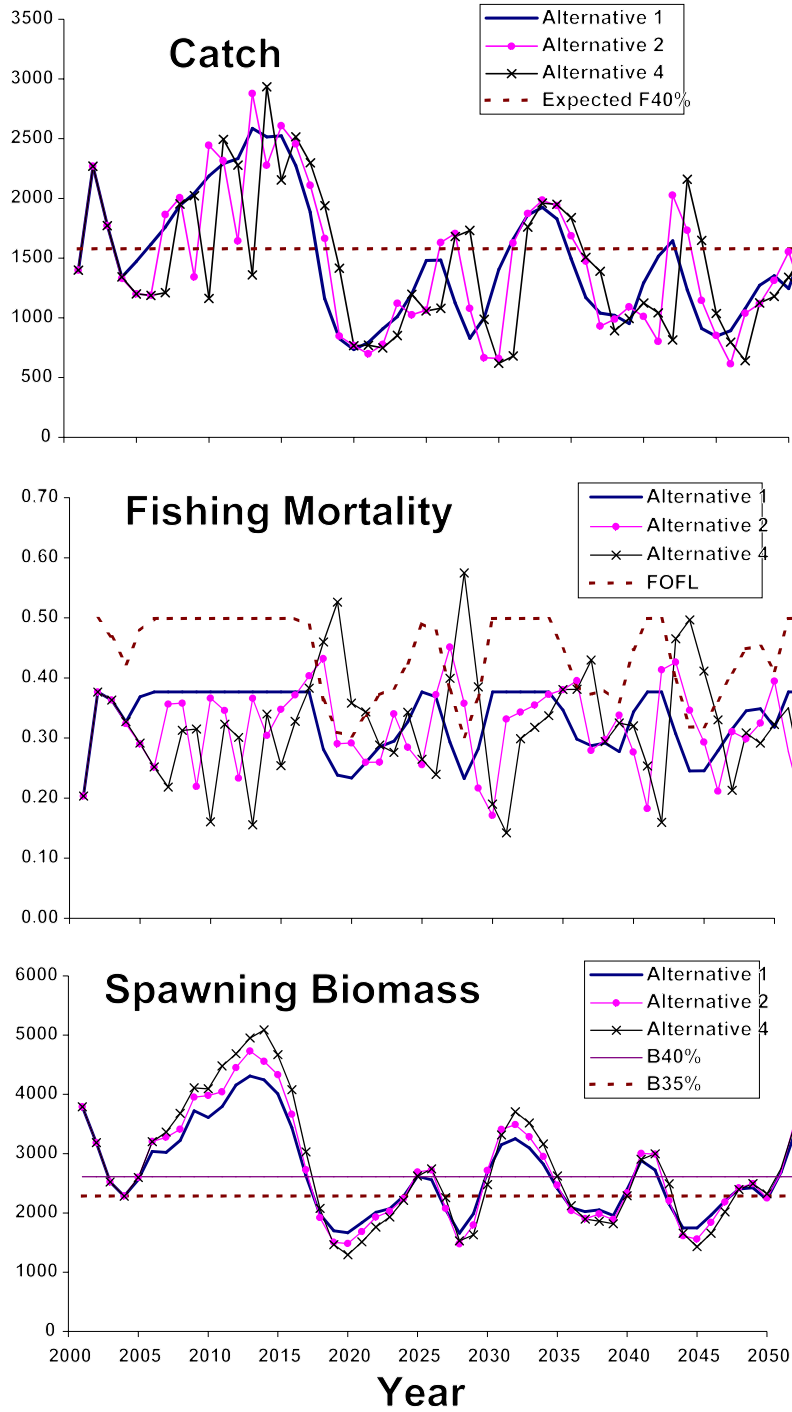 Catch
Alternative 1
Alternative 2
Alternative 4
Expected F40%
3500
3000
2500
2000
1500
1000
500
0
Fishing Mortality
Alternative 1
Alternative 2
Alternative 4
FOFL
0.70
0.60
0.50
0.40
0.30
0.20
0.10
0.00
Spawning Biomass
Alternative 1
Alternative 2
Alternative 4
B40%
B35%
6000
5000
4000
3000
2000
1000
0
2000 2005 2010 2015 2020 2025 2030 2035 2040 2045 2050
Year